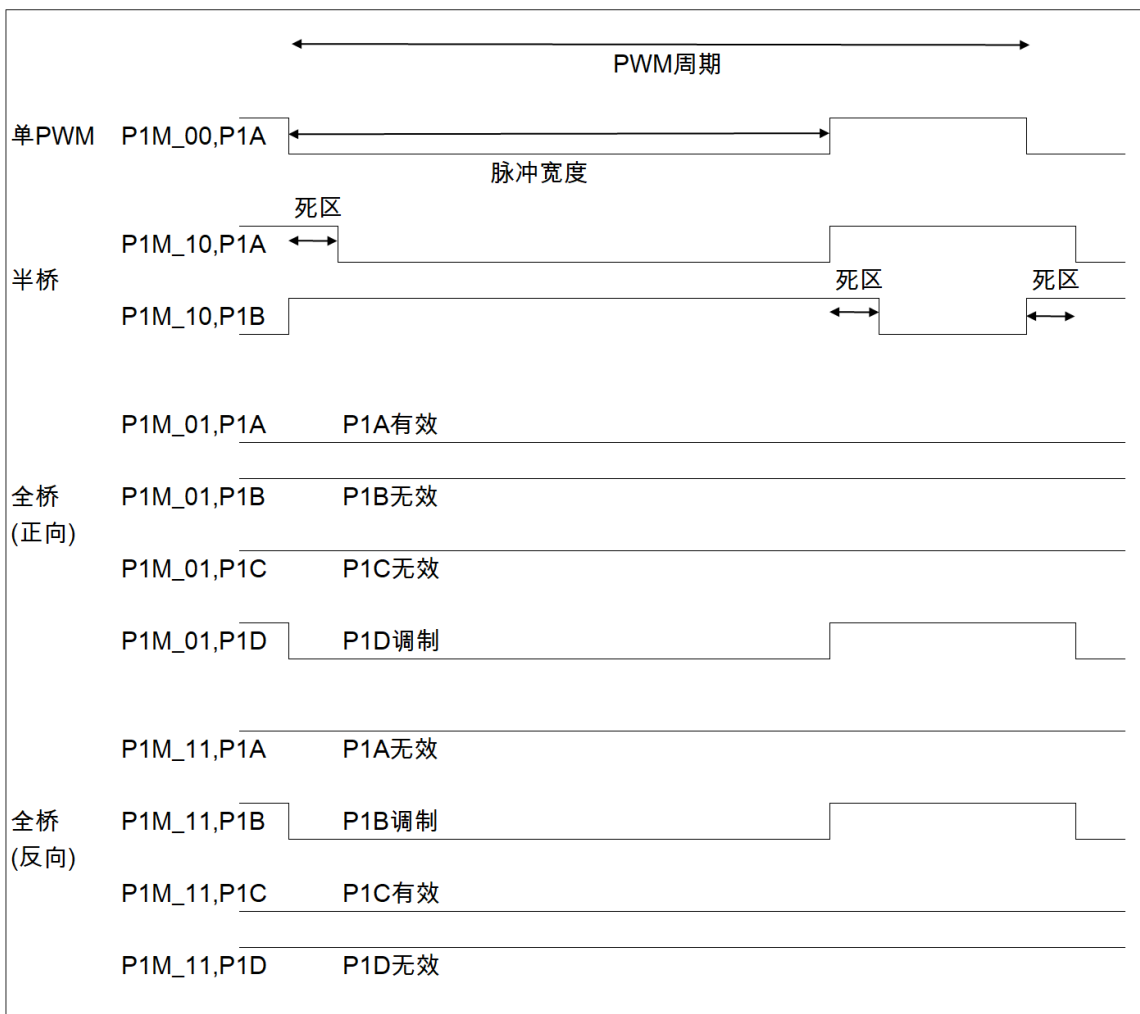 PWM周期
单PWM P1M_00,P1A
脉冲宽度
死区
P1M_10,P1A
半桥
死区 死区
P1M_10,P1B
P1M_01,P1A P1A有效
全桥 P1M_01,P1B P1B无效
(正向)
P1M_01,P1C P1C无效
P1M_01,P1D P1D调制
P1M_11,P1A P1A无效
全桥 P1M_11,P1B P1B调制
(反向)
P1M_11,P1C P1C有效
P1M_11,P1D P1D无效